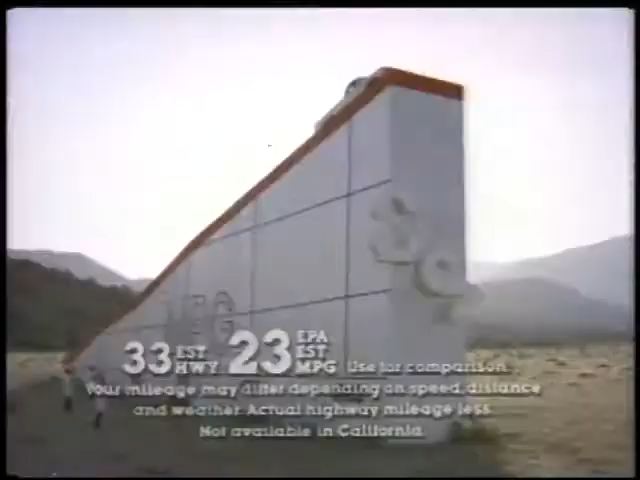 33 EST HWY 23 EPA EST MPG Use for comparison.
Your mileage may differ depending on speed, distance
and weather. Actual highway mileage less.
Not available in California.